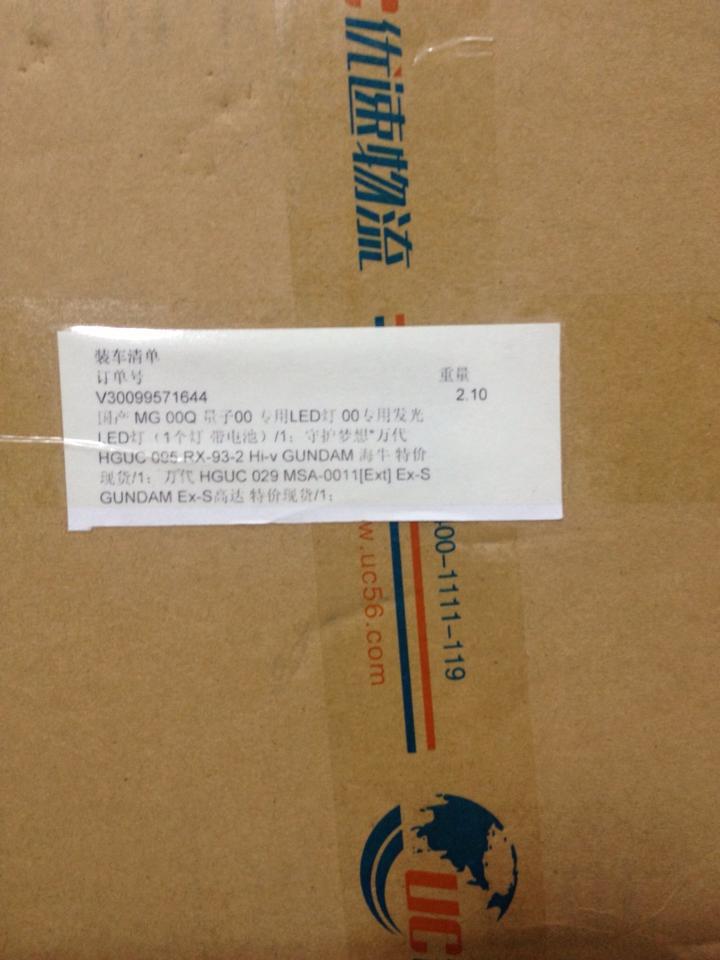 优速物流
装车清单
订单号 重量
V30099571644 2.10
国产 MG 00Q 量子00 专用LED灯 00专用发光
LED灯（1个灯 带电池）/1；守护梦想*万代
HGUC 095 RX-93-2 Hi-v GUNDAM 海牛 特价
现货/1；万代 HGUC 029 MSA-0011[Ext] Ex-S
GUNDAM Ex-S高达 特价现货/1；
00-1111-119
w.uc56.com
UC